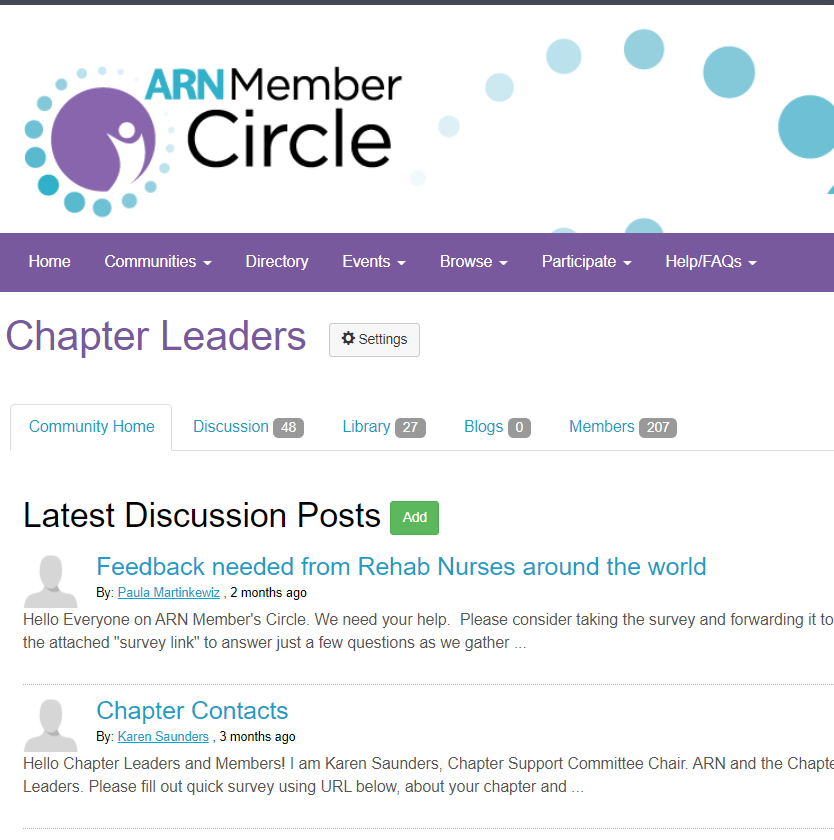 ARN Member
Circle
Home Communities Directory Events Browse Participate Help/FAQs
Chapter Leaders Settings
Community Home Discussion 48 Library 27 Blogs 0 Members 207
Latest Discussion Posts Add
Feedback needed from Rehab Nurses around the world
By: Paula Martinkewiz , 2 months ago
Hello Everyone on ARN Member's Circle. We need your help.  Please consider taking the survey and forwarding it to
the attached "survey link" to answer just a few questions as we gather ...
Chapter Contacts
By: Karen Saunders , 3 months ago
Hello Chapter Leaders and Members! I am Karen Saunders, Chapter Support Committee Chair. ARN and the Chapte
Leaders. Please fill out quick survey using URL below, about your chapter and ...